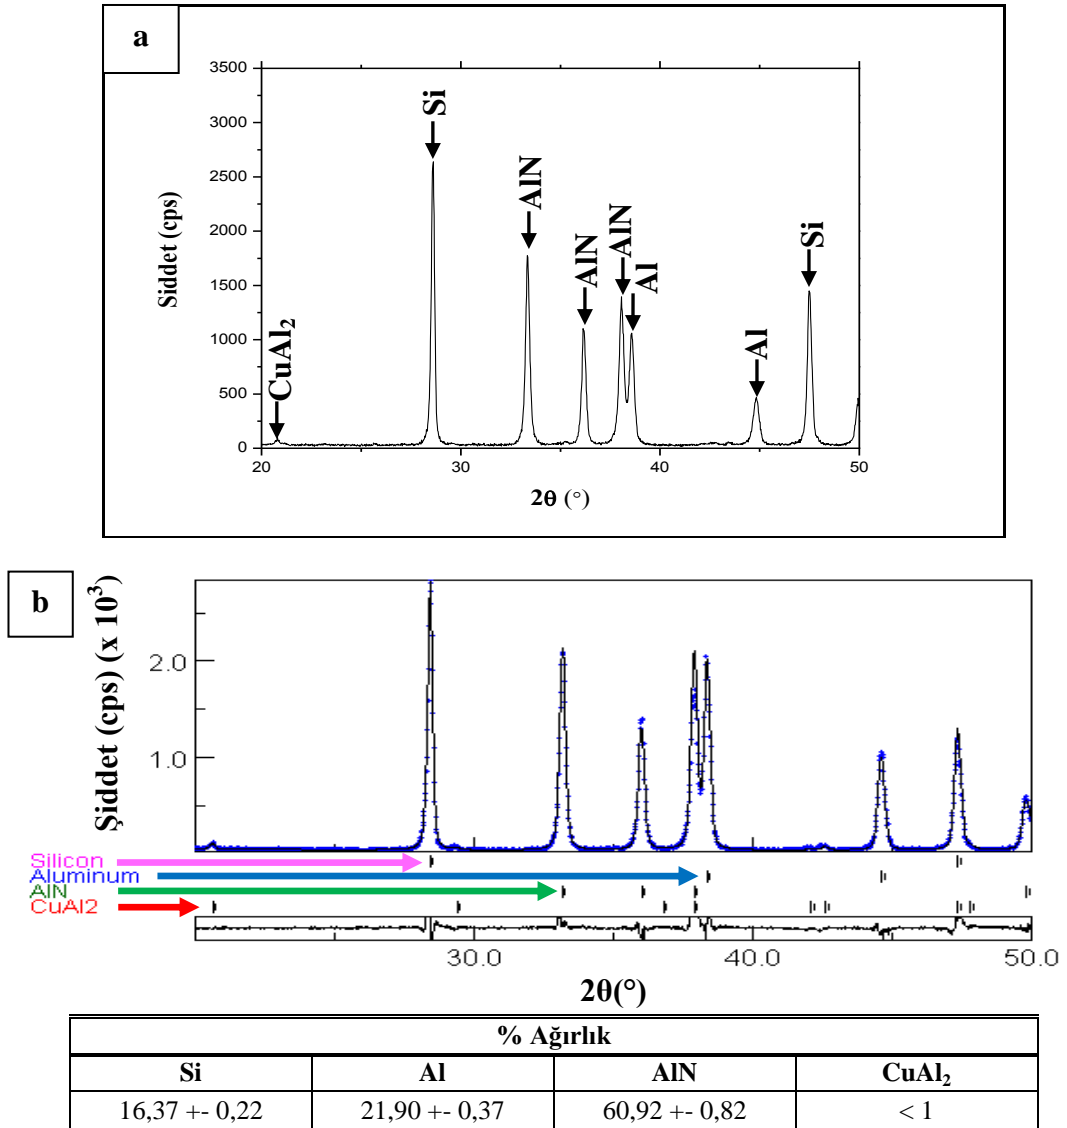 a
3500
3000
2500
2000
1500
1000
500
0
20
30
40
50
Siddet (cps)
2θ (°)
CuAl₂
Si
AlN
AlN
AlN
Al
Al
Si
b
Şiddet (cps) (x 10³)
2.0
1.0
Silicon
Aluminum
AlN
CuAl2
30.0
40.0
50.0
2θ(°)
% Ağırlık
Si Al AlN CuAl₂
16,37 +- 0,22 21,90 +- 0,37 60,92 +- 0,82 < 1